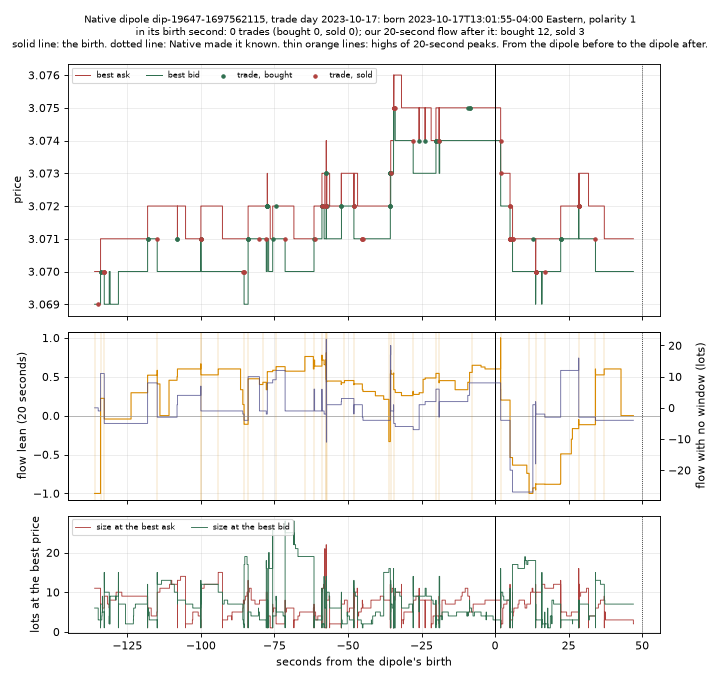 Native dipole dip-19647-1697562115, trade day 2023-10-17: born 2023-10-17T13:01:55-04:00 Eastern, polarity 1
in its birth second: 0 trades (bought 0, sold 0); our 20-second flow after it: bought 12, sold 3
solid line: the birth. dotted line: Native made it known. thin orange lines: highs of 20-second peaks. From the dipole before to the dipole after.
best ask best bid trade, bought trade, sold
3.076
3.075
3.074
3.073
3.072
3.071
3.070
3.069
price
1.0
0.5
0.0
−0.5
−1.0
flow lean (20 seconds)
20
10
0
−10
−20
flow with no window (lots)
size at the best ask size at the best bid
20
10
0
lots at the best price
−125 −100 −75 −50 −25 0 25 50
seconds from the dipole's birth